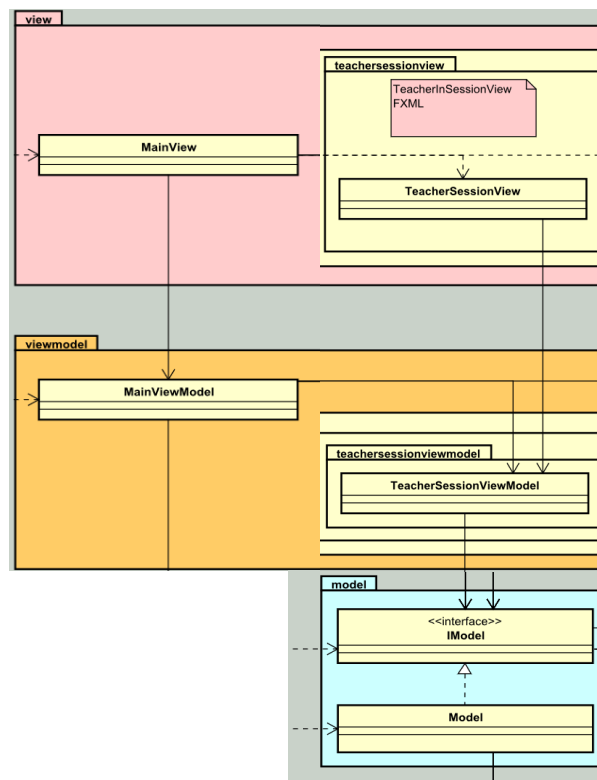 view
teachersessionview
TeacherInSessionView
FXML
MainView
TeacherSessionView
viewmodel
MainViewModel
teachersessionviewmodel
TeacherSessionViewModel
model
<<interface>>
IModel
Model